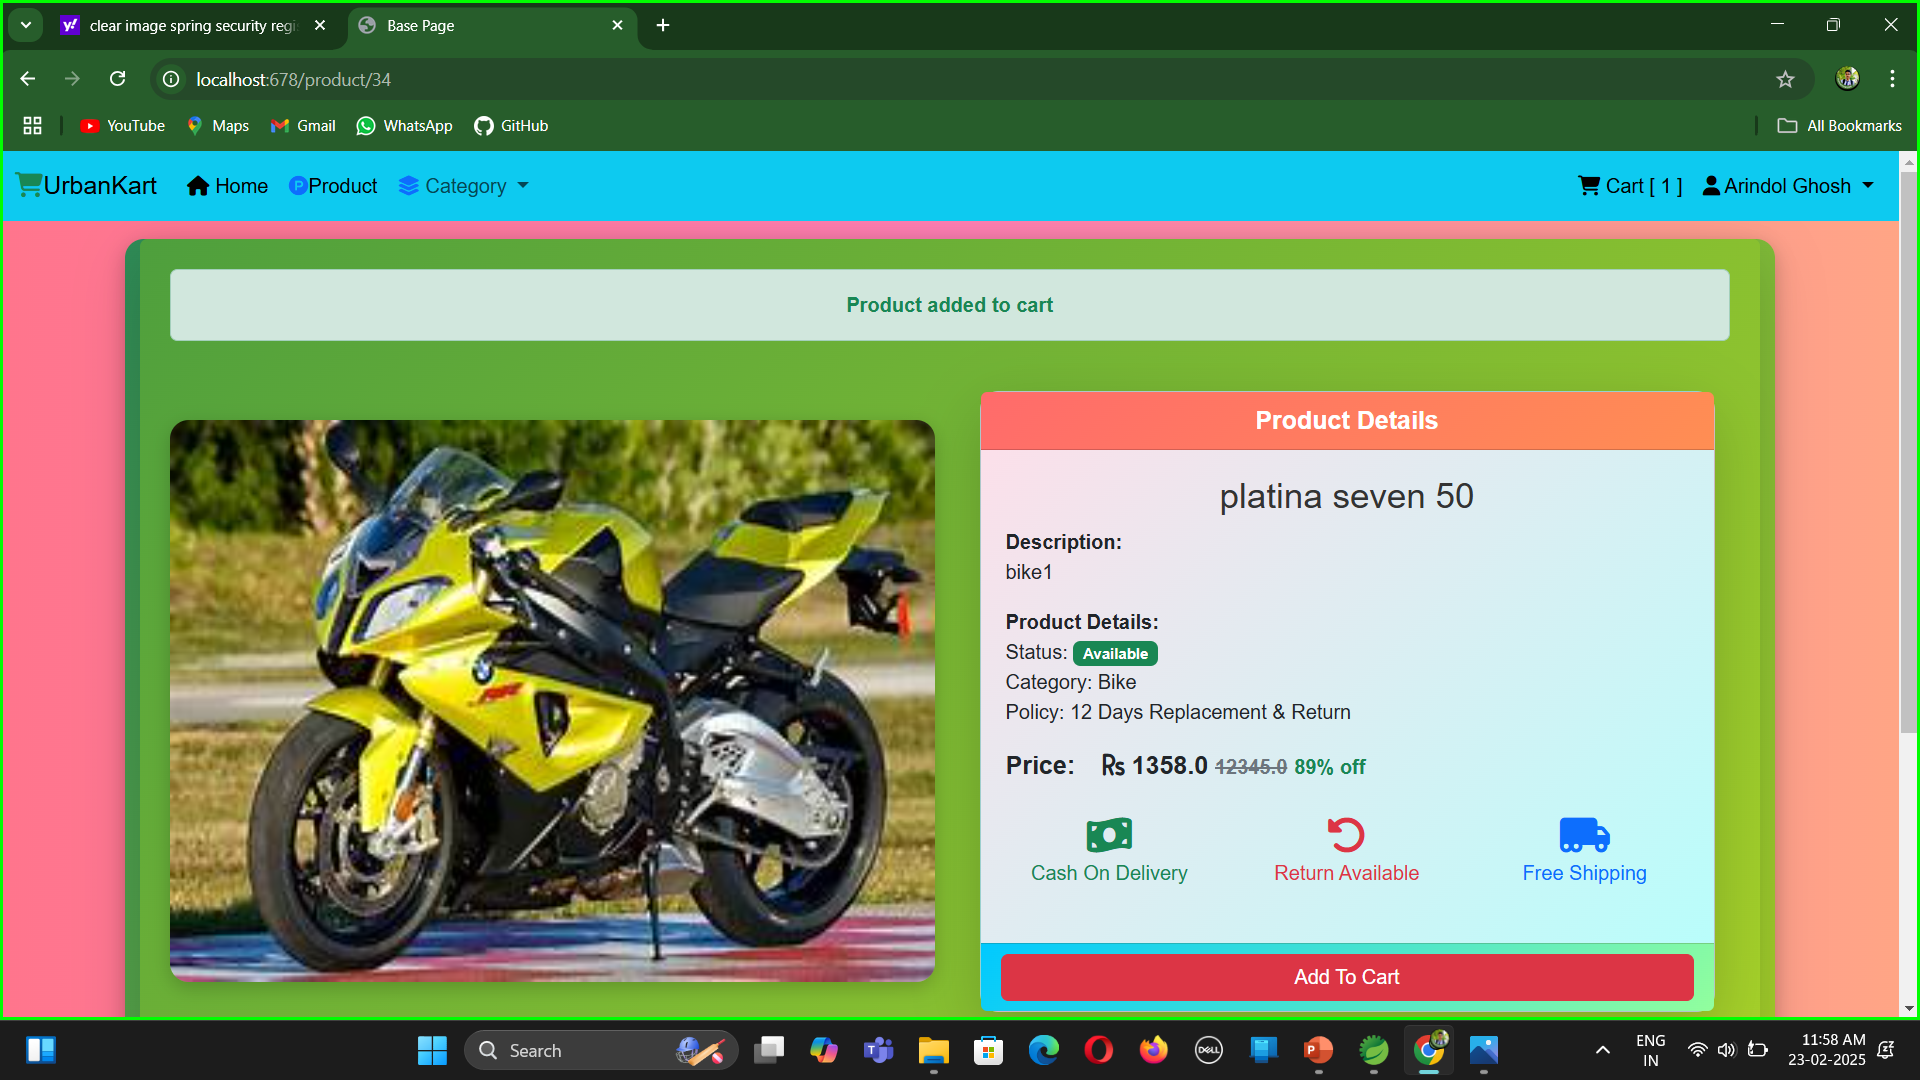 clear image spring security regi
Base Page
localhost:678/product/34
YouTube
Maps
Gmail
WhatsApp
GitHub
All Bookmarks
UrbanKart
Home
Product
Category
Cart [ 1 ]
Arindol Ghosh
Product added to cart
Product Details
platina seven 50
Description:
bike1
Product Details:
Status: Available
Category: Bike
Policy: 12 Days Replacement & Return
Price: ₨ 1358.0 12345.0 89% off
Cash On Delivery
Return Available
Free Shipping
Add To Cart
Search
DELL
ENG
IN
11:58 AM
23-02-2025